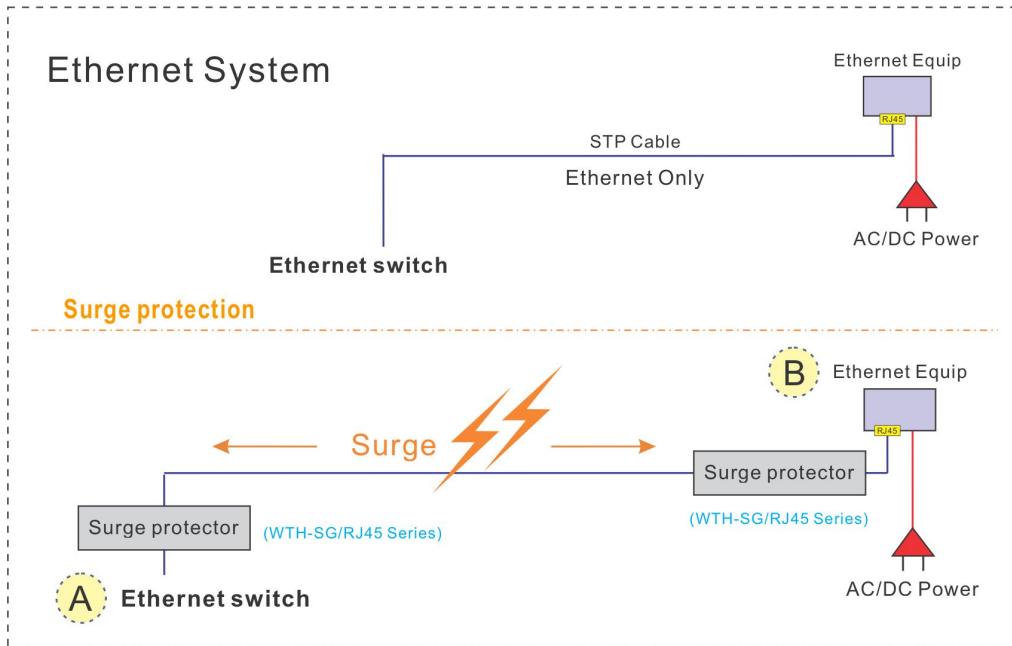 Ethernet System
Ethernet Equip
RJ45
STP Cable
Ethernet Only
AC/DC Power
Ethernet switch
Surge protection
B
Ethernet Equip
RJ45
Surge
Surge protector
(WTH-SG/RJ45 Series)
Surge protector
(WTH-SG/RJ45 Series)
AC/DC Power
A
Ethernet switch